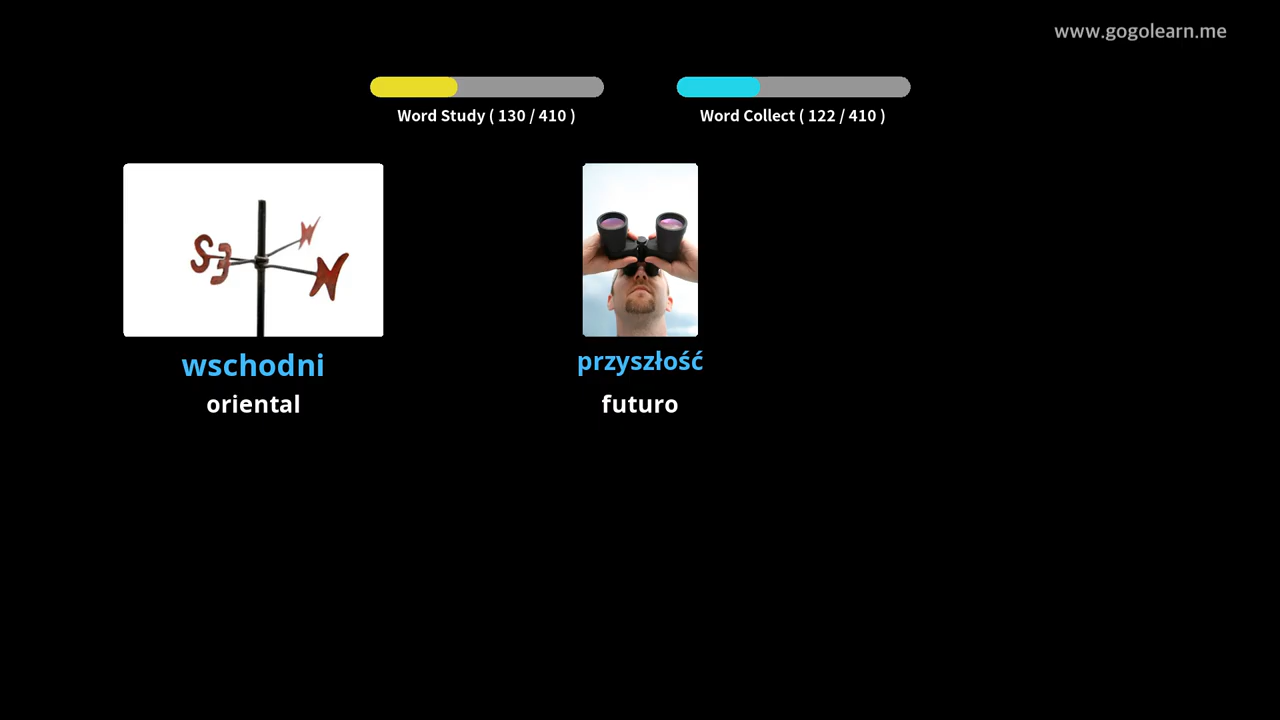 www.gogolearn.me
Word Study ( 130 / 410 )
Word Collect ( 122 / 410 )
S
E
W
N
wschodni
oriental
przyszłość
futuro